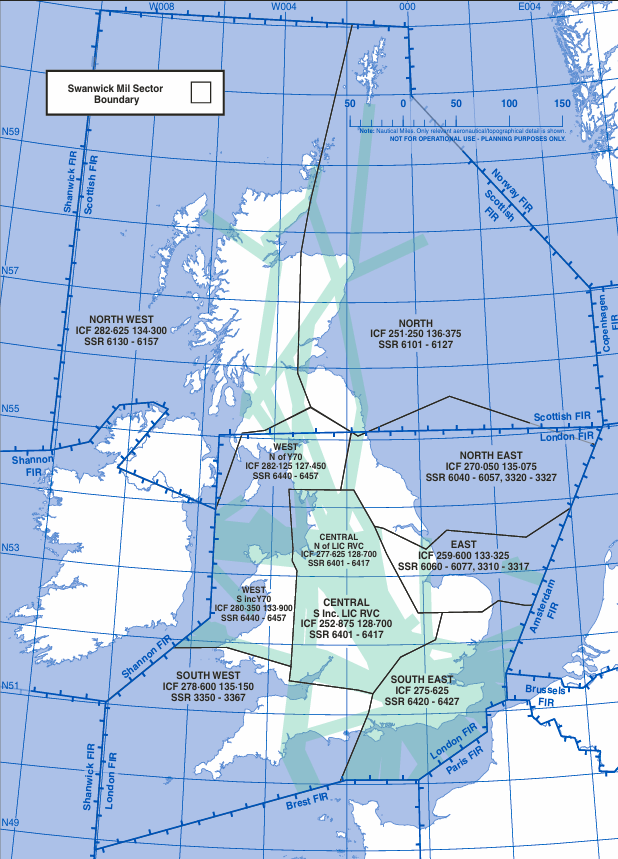 W008
W004
000
E004
Swanwick Mil Sector
Boundary
50
0
50
100
150
Note: Nautical Miles. Only relevant aeronautical/topographical detail is shown.
NOT FOR OPERATIONAL USE - PLANNING PURPOSES ONLY.
N59
Shanwick FIR
Scottish FIR
Norway FIR
Scottish
FIR
N57
Copenhagen
FIR
NORTH WEST
ICF 282·625 134·300
SSR 6130 - 6157
NORTH
ICF 251·250 136·375
SSR 6101 - 6127
N55
Scottish FIR
London FIR
Shannon
FIR
WEST
N of Y70
ICF 282·125 127·450
SSR 6440 - 6457
NORTH EAST
ICF 270·050 135·075
SSR 6040 - 6057, 3320 - 3327
N53
CENTRAL
N of LIC RVC
ICF 277·625 128·700
SSR 6401 - 6417
EAST
ICF 259·600 133·325
SSR 6060 - 6077, 3310 - 3317
WEST
S incY70
ICF 280·350 133·900
SSR 6440 - 6457
CENTRAL
S Inc. LIC RVC
ICF 252·875 128·700
SSR 6401 - 6417
Amsterdam
FIR
Shannon FIR
SOUTH WEST
ICF 278·600 135·150
SSR 3350 - 3367
SOUTH EAST
ICF 275·625
SSR 6420 - 6427
N51
Brussels
FIR
London FIR
Paris FIR
Shanwick FIR
London FIR
Brest FIR
N49